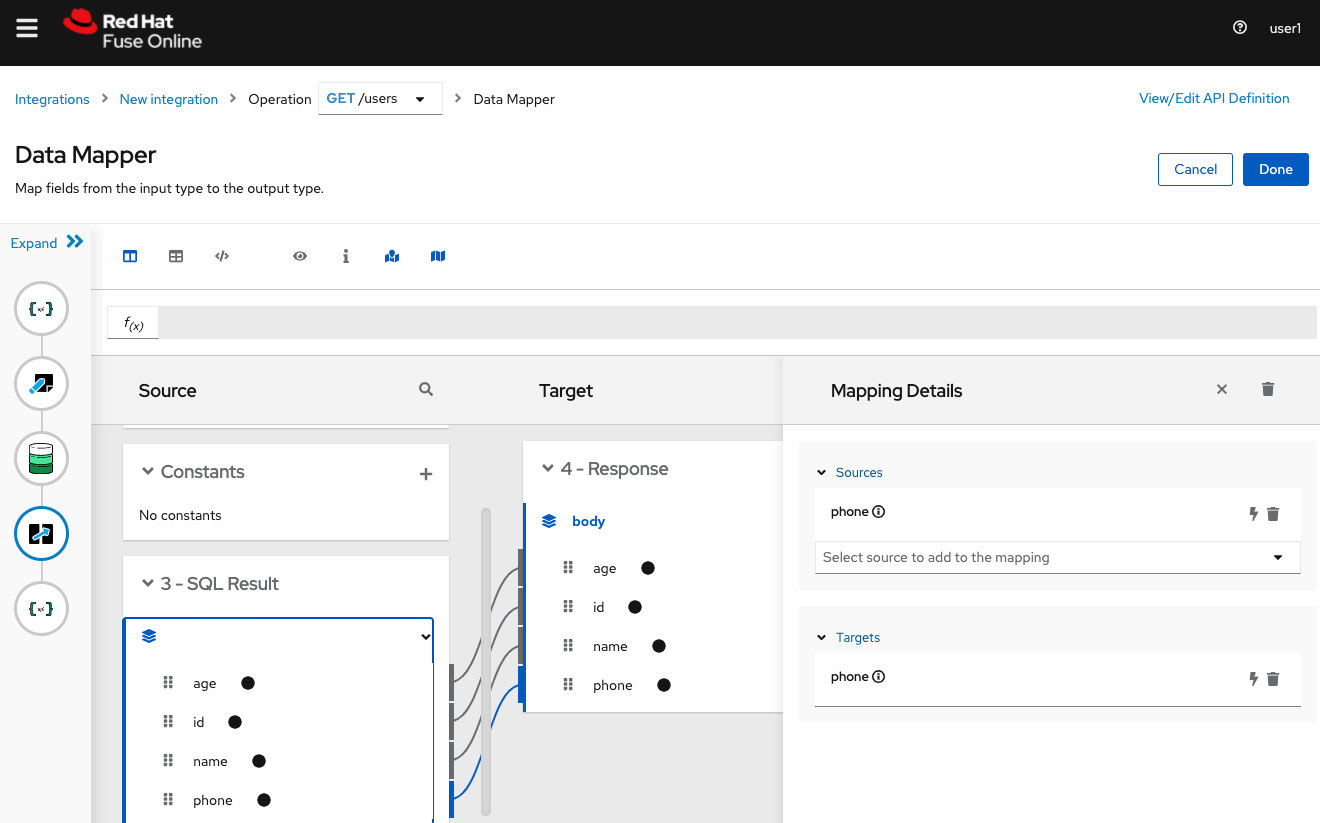 Red Hat
Fuse Online
user1
Integrations > New integration > Operation GET /users > Data Mapper
View/Edit API Definition
Data Mapper
Map fields from the input type to the output type.
Cancel
Done
Expand
f(x)
Source
Target
Mapping Details
Constants
No constants
3 - SQL Result
age
id
name
phone
4 - Response
body
age
id
name
phone
Sources
phone
Select source to add to the mapping
Targets
phone